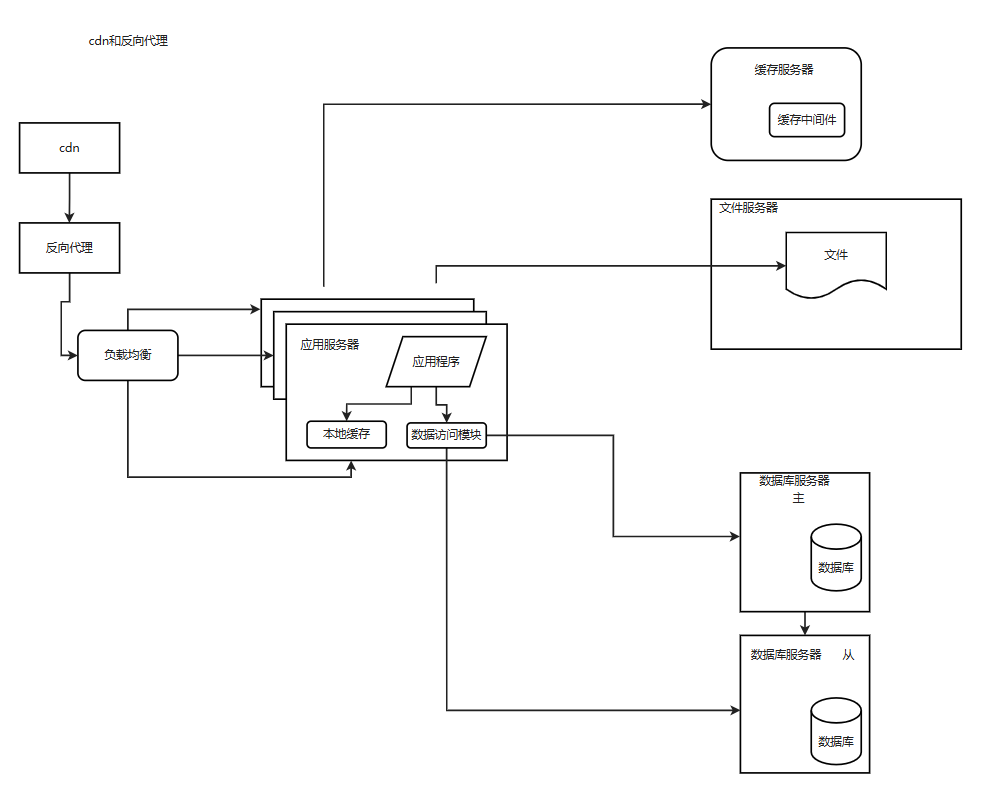 cdn和反向代理
缓存服务器
缓存中间件
cdn
文件服务器
文件
反向代理
负载均衡
应用服务器
应用程序
本地缓存
数据访问模块
数据库服务器
主
数据库
数据库服务器 从
数据库